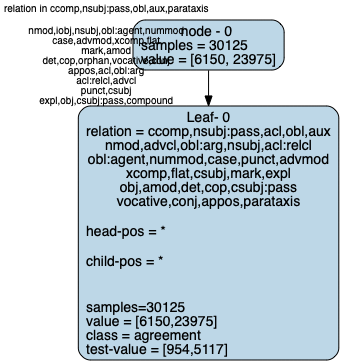 relation in ccomp,nsubj:pass,obl,aux,parataxis
nmod,iobj,nsubj,obl:agent,nummod
case,advmod,xcomp,flat
mark,amod
det,cop,orphan,vocative,conj
appos,acl,obl:arg
acl:relcl,advcl
punct,csubj
expl,obj,csubj:pass,compound
node - 0
samples = 30125
value = [6150, 23975]
Leaf- 0
relation = ccomp,nsubj:pass,acl,obl,aux
nmod,advcl,obl:arg,nsubj,acl:relcl
obl:agent,nummod,case,punct,advmod
xcomp,flat,csubj,mark,expl
obj,amod,det,cop,csubj:pass
vocative,conj,appos,parataxis
head-pos = *
child-pos = *
samples=30125
value = [6150,23975]
class = agreement
test-value = [954,5117]